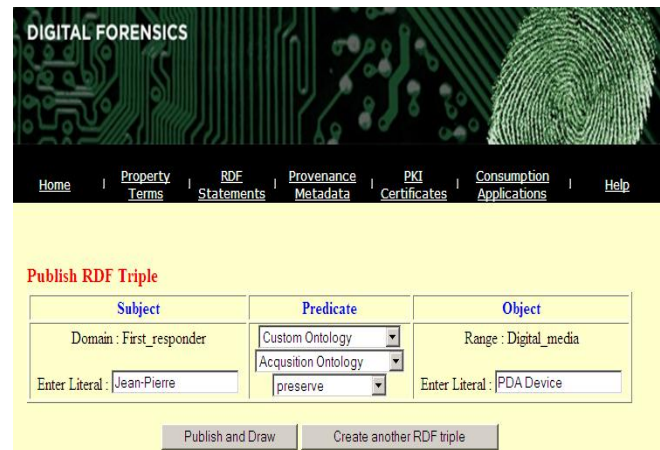 DIGITAL FORENSICS
Home | Property Terms | RDF Statements | Provenance Metadata | PKI Certificates | Consumption Applications | Help
Publish RDF Triple
Subject Predicate Object
Domain : First_responder Custom Ontology Range : Digital_media
Acqusition Ontology
Enter Literal : Jean-Pierre preserve Enter Literal : PDA Device
Publish and Draw Create another RDF triple